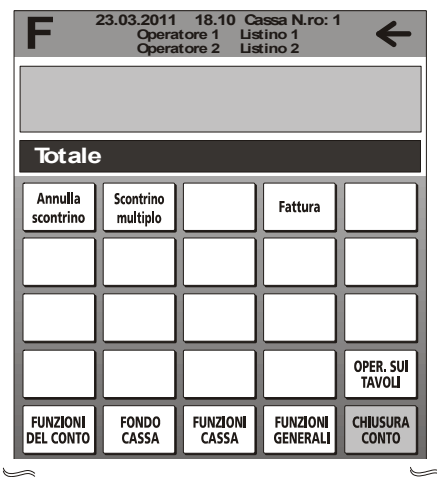 F
23.03.2011 18.10 Cassa N.ro: 1
Operatore 1 Listino 1
Operatore 2 Listino 2
Totale
Annulla
scontrino
Scontrino
multiplo
Fattura
OPER. SUI
TAVOLI
FUNZIONI
DEL CONTO
FONDO
CASSA
FUNZIONI
CASSA
FUNZIONI
GENERALI
CHIUSURA
CONTO